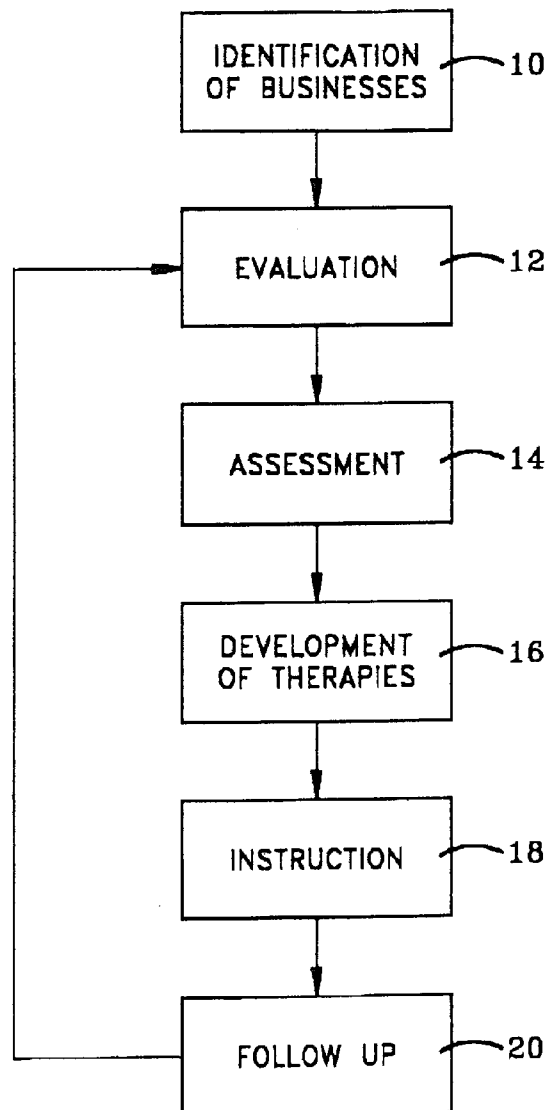 IDENTIFICATION
OF BUSINESSES
10
EVALUATION
12
ASSESSMENT
14
DEVELOPMENT
OF THERAPIES
16
INSTRUCTION
18
FOLLOW UP
20